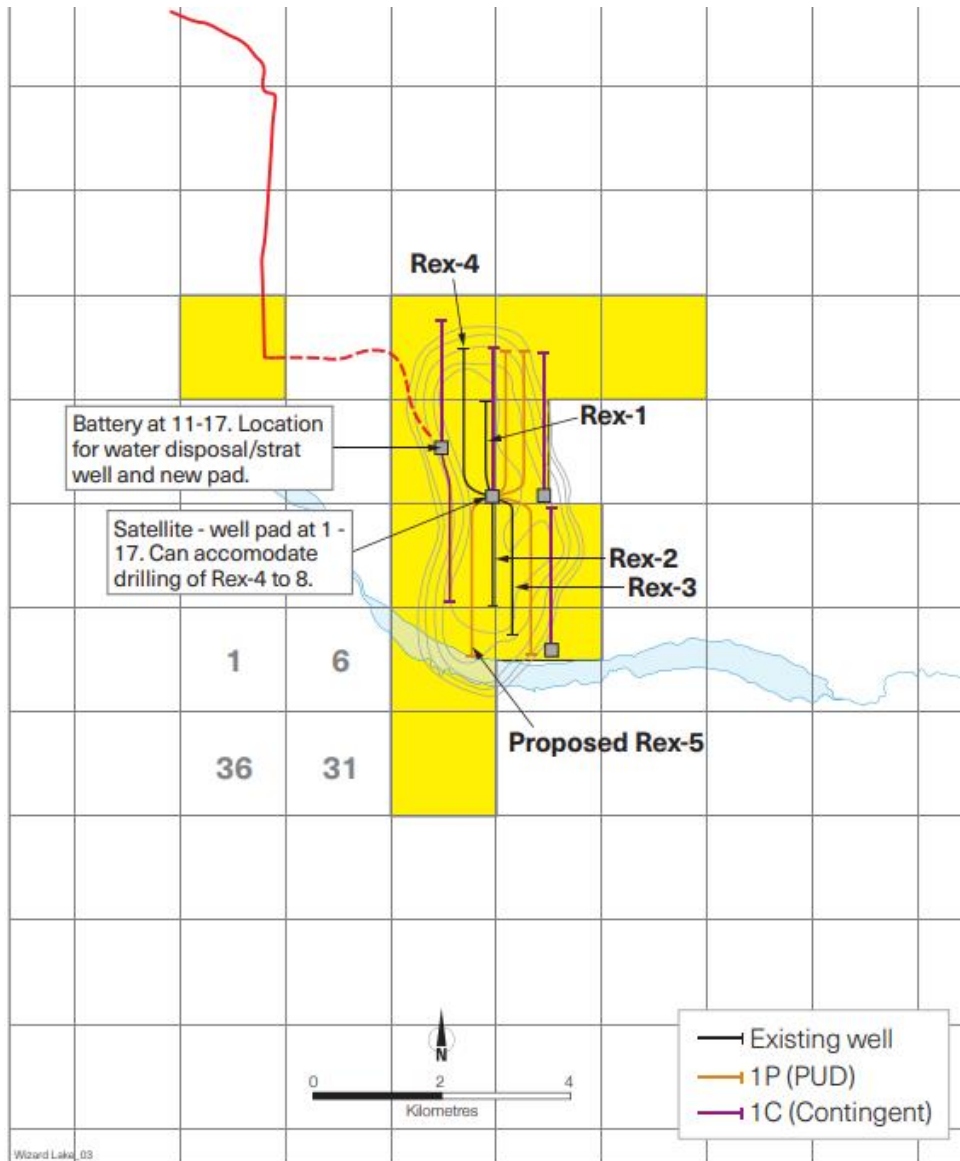 Rex-4
Rex-1
Battery at 11-17. Location
for water disposal/strat
well and new pad.
Satellite - well pad at 1 -
17. Can accomodate
drilling of Rex-4 to 8.
Rex-2
Rex-3
1
6
Proposed Rex-5
36
31
N
0
2
4
Kilometres
Existing well
1P (PUD)
1C (Contingent)
Wizard Lake_03